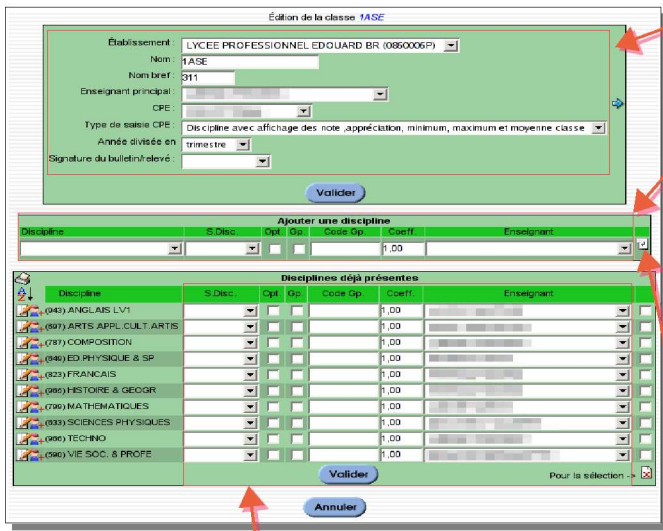 Édition de la classe 1ASE
Établissement : LYCEE PROFESSIONNEL EDOUARD BR (0860006P)
Nom : 1ASE
Nom bref : 311
Enseignant principal :
CPE :
Type de saisie CPE : Discipline avec affichage des note ,appréciation, minimum, maximum et moyenne classe
Année divisée en trimestre
Signature du bulletin/relevé :
Valider
Ajouter une discipline
Discipline S.Disc. Opt. Gp. Code Gp. Coeff. Enseignant
1,00
Disciplines déjà présentes
Discipline S.Disc. Opt. Gp. Code Gp. Coeff. Enseignant
(943) ANGLAIS LV1 1,00
(697) ARTS APPL.CULT.ARTIS 1,00
(787) COMPOSITION 1,00
(649) ED.PHYSIQUE & SP 1,00
(823) FRANCAIS 1,00
(986) HISTOIRE & GEOGR 1,00
(799) MATHEMATIQUES 1,00
(633) SCIENCES PHYSIQUES 1,00
(966) TECHNO 1,00
(590) VIE SOC. & PROFE 1,00
Valider Pour la sélection ->
Annuler